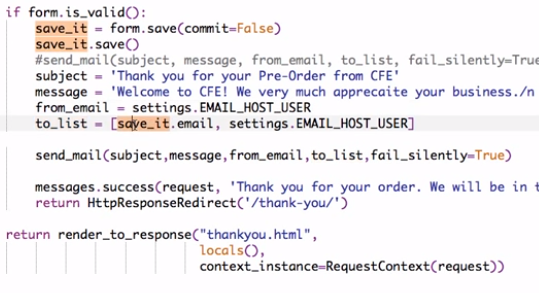 if form.is_valid():
save_it = form.save(commit=False)
save_it.save()
#send_mail(subject, message, from_email, to_list, fail_silently=True
subject = 'Thank you for your Pre-Order from CFE'
message = 'Welcome to CFE! We very much apprecaite your business./n
from_email = settings.EMAIL_HOST_USER
to_list = [save_it.email, settings.EMAIL_HOST_USER]
send_mail(subject,message,from_email,to_list,fail_silently=True)
messages.success(request, 'Thank you for your order. We will be in t
return HttpResponseRedirect('/thank-you/')
return render_to_response("thankyou.html",
locals(),
context_instance=RequestContext(request))